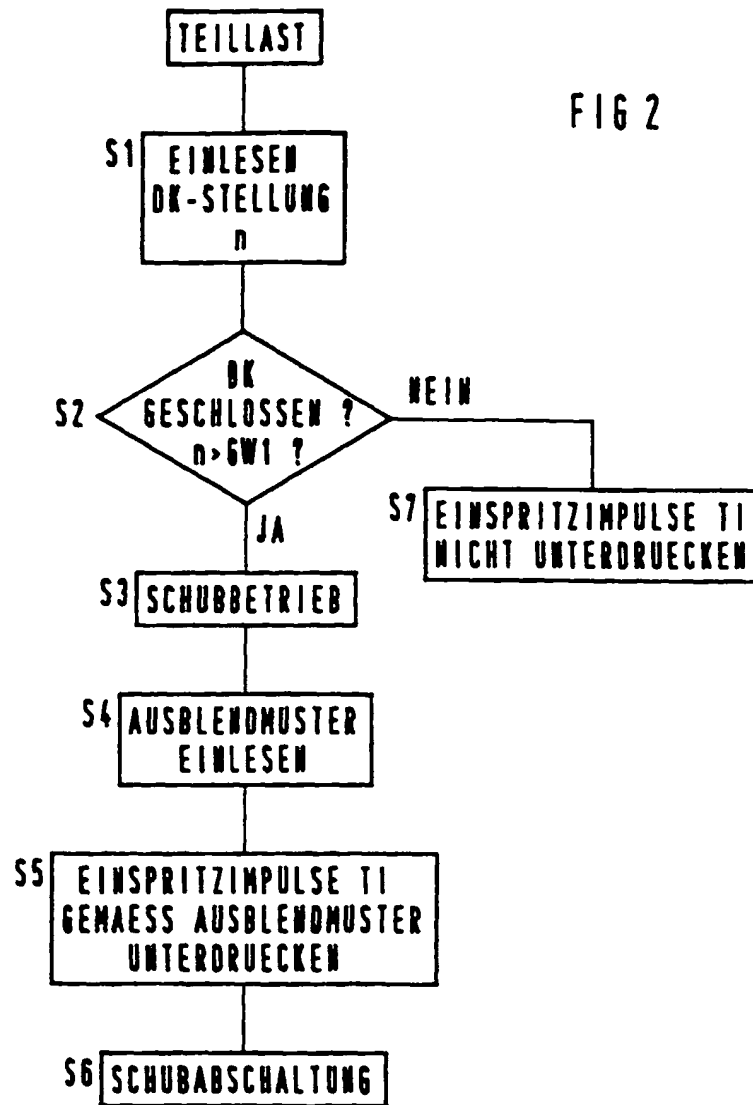 TEILLAST
FIG 2
S1
EINLESEN
DK-STELLUNG
n
S2
DK
GESCHLOSSEN ?
n>GW1 ?
NEIN
JA
S7
EINSPRITZIMPULSE TI
NICHT UNTERDRUECKEN
S3
SCHUBBETRIEB
S4
AUSBLENDMUSTER
EINLESEN
S5
EINSPRITZIMPULSE TI
GEMAESS AUSBLENDMUSTER
UNTERDRUECKEN
S6
SCHUBABSCHALTUNG